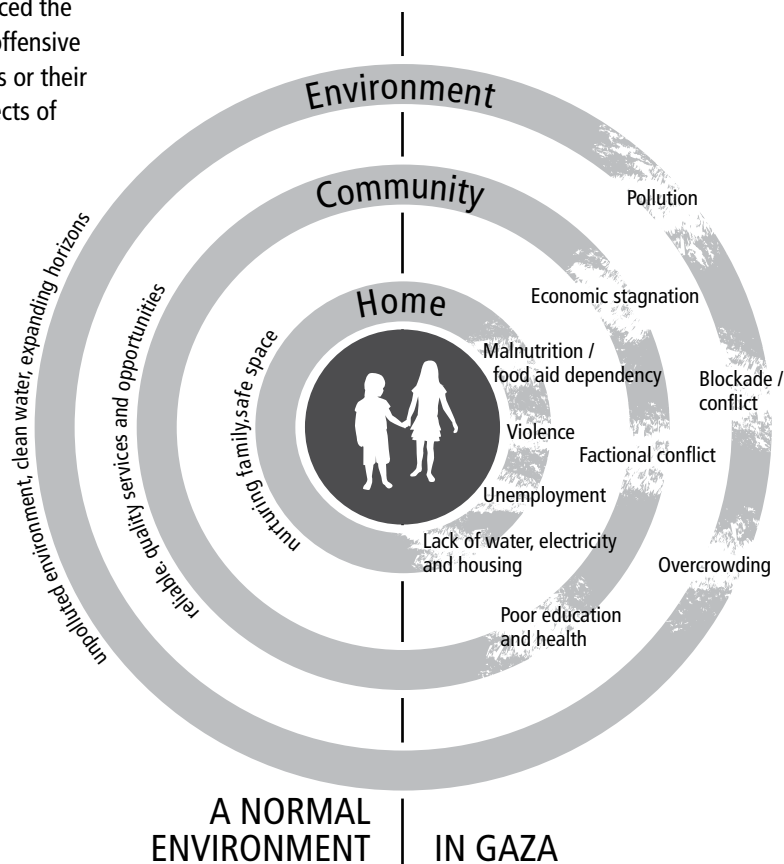 ced the
offensive
s or their
cts of
Environment
Community
Home
unpolluted environment, clean water, expanding horizons
reliable, quality services and opportunities
nurturing family,safe space
Pollution
Economic stagnation
Malnutrition /
food aid dependency
Blockade /
conflict
Violence
Factional conflict
Unemployment
Lack of water, electricity
and housing
Overcrowding
Poor education
and health
A NORMAL
ENVIRONMENT
IN GAZA